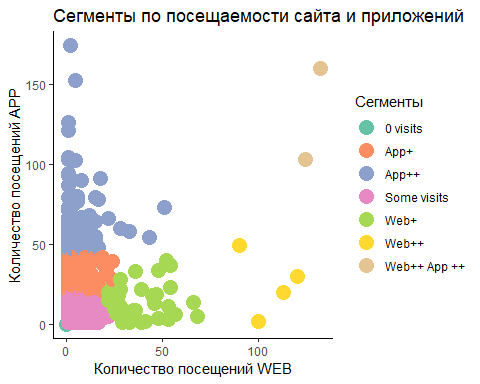 Сегменты по посещаемости сайта и приложений
Количество посещений APP
150
100
50
0
0
50
100
Количество посещений WEB
Сегменты
0 visits
App+
App++
Some visits
Web+
Web++
Web++ App ++